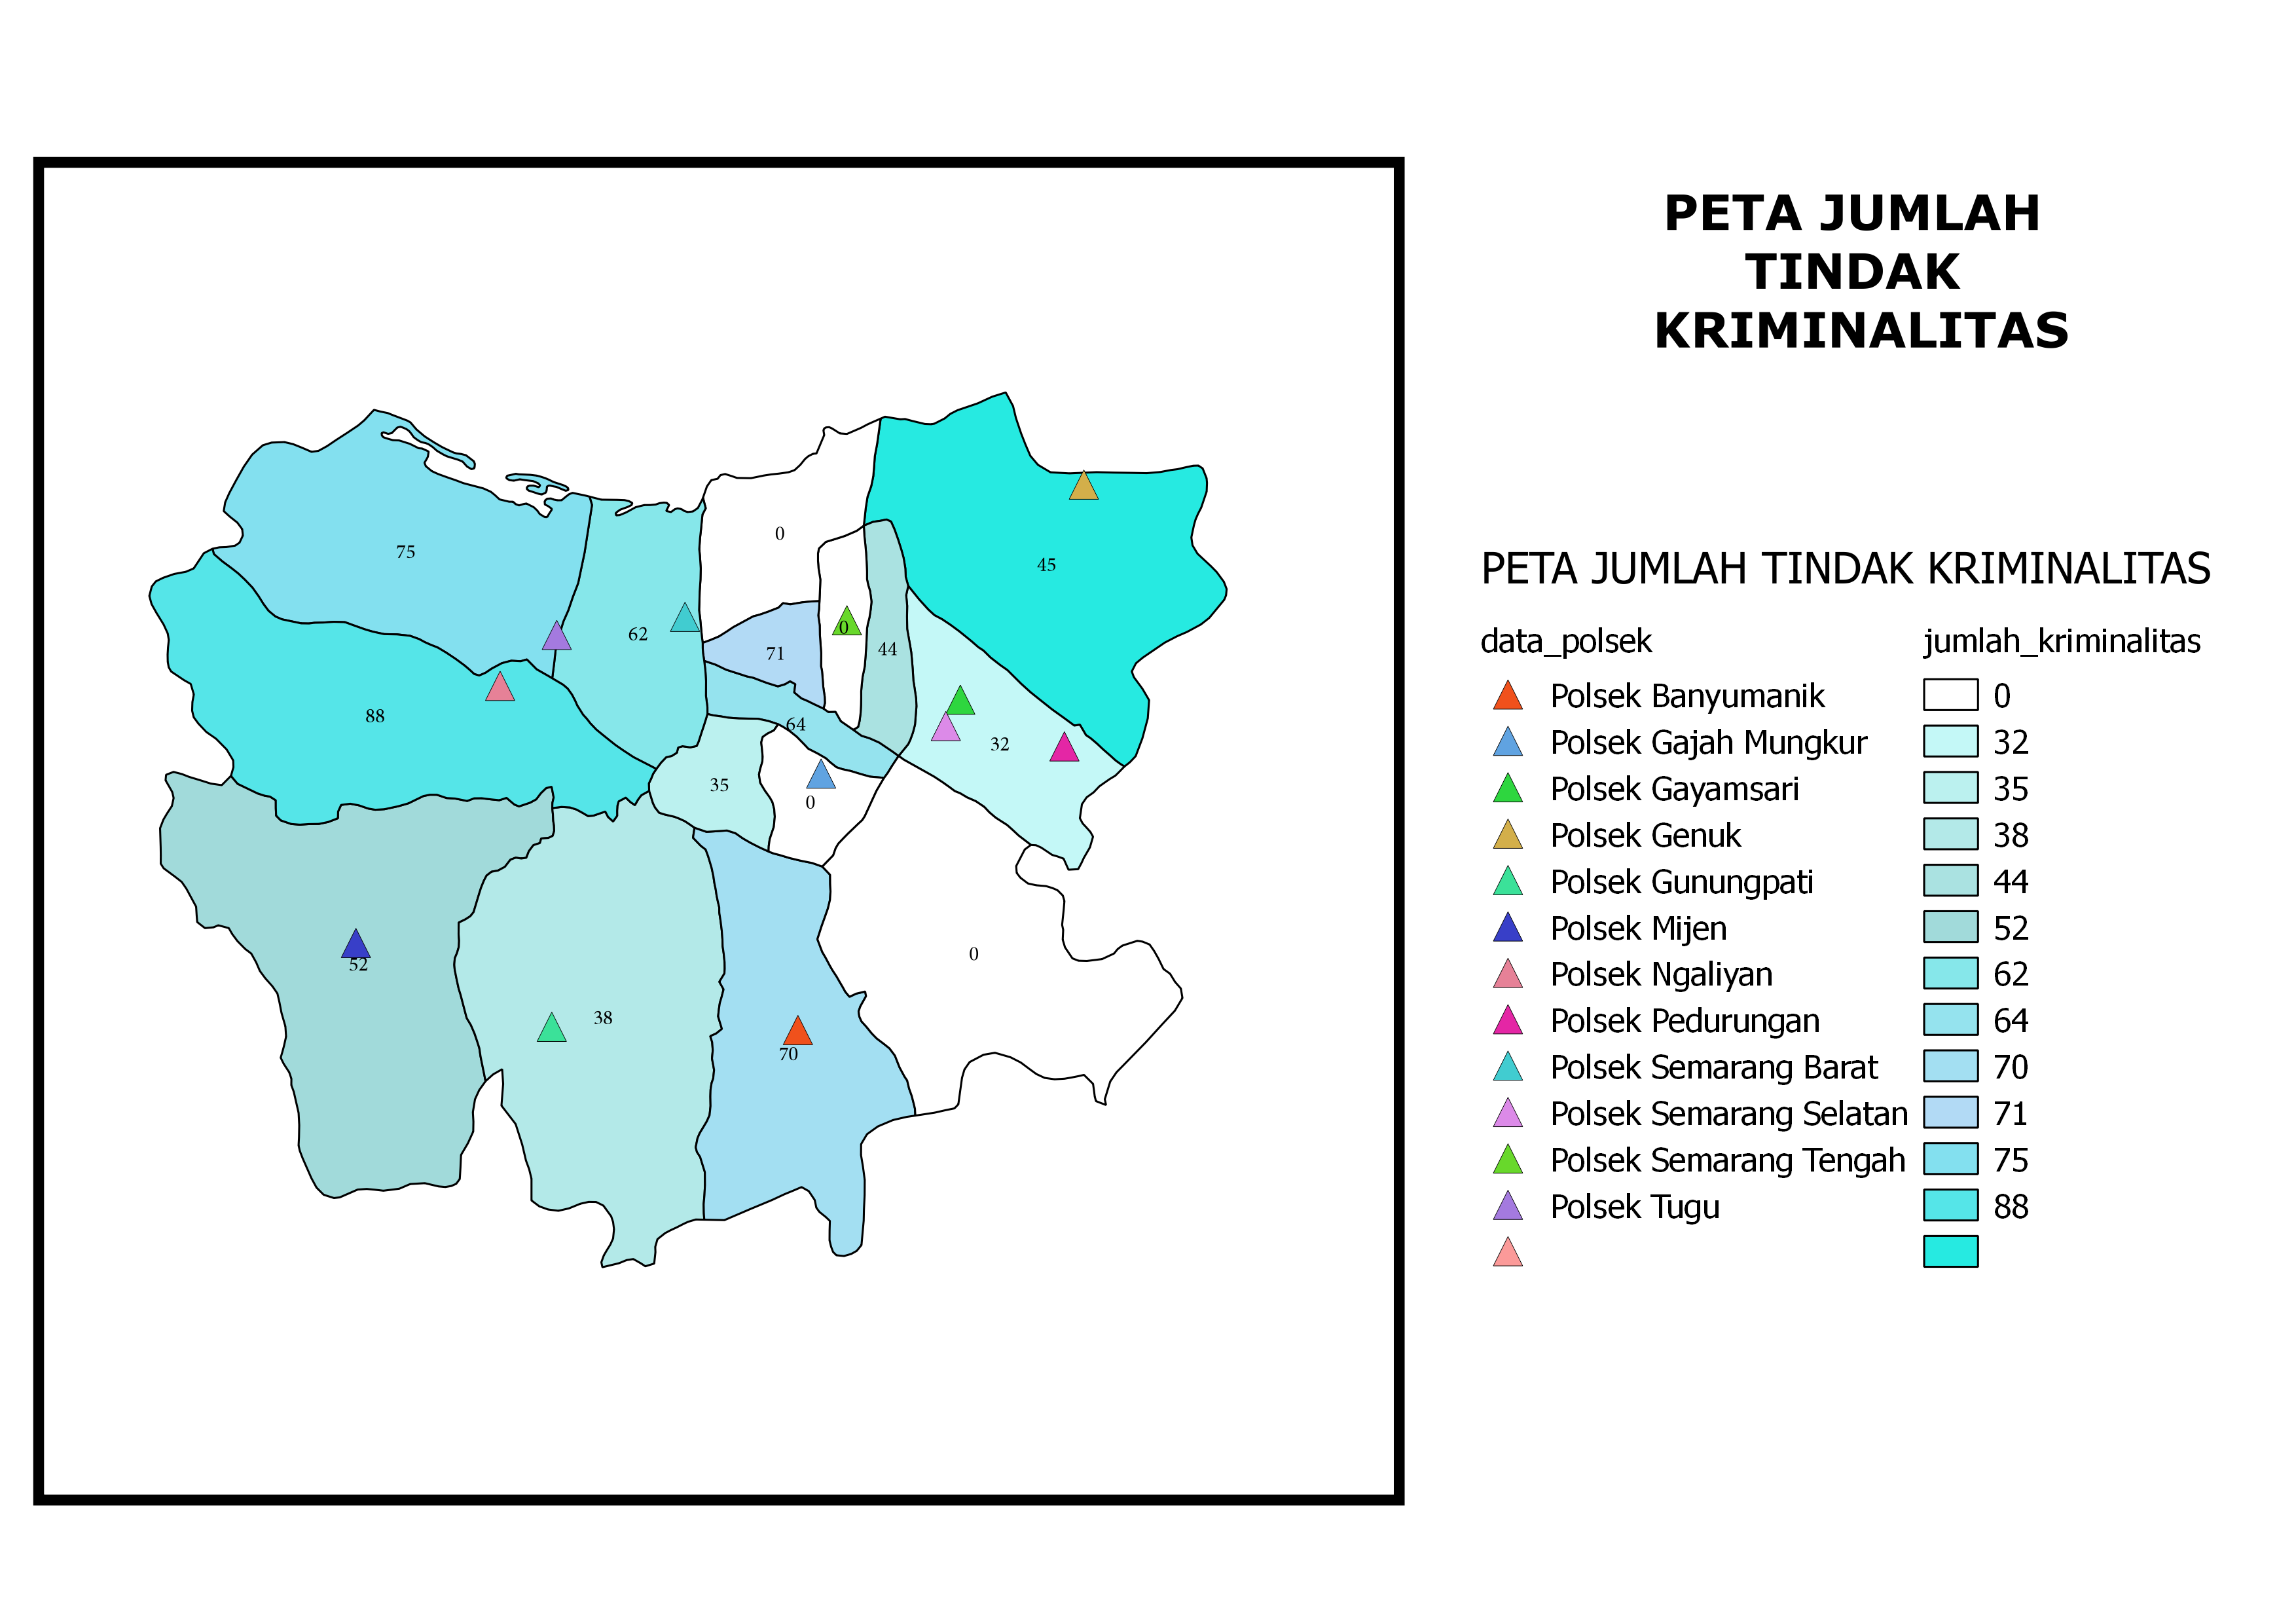 PETA JUMLAH
TINDAK
KRIMINALITAS
0
75
45
0
62
44
71
88
64
32
35
0
0
52
38
70
PETA JUMLAH TINDAK KRIMINALITAS
data_polsek
Polsek Banyumanik
Polsek Gajah Mungkur
Polsek Gayamsari
Polsek Genuk
Polsek Gunungpati
Polsek Mijen
Polsek Ngaliyan
Polsek Pedurungan
Polsek Semarang Barat
Polsek Semarang Selatan
Polsek Semarang Tengah
Polsek Tugu
jumlah_kriminalitas
0
32
35
38
44
52
62
64
70
71
75
88